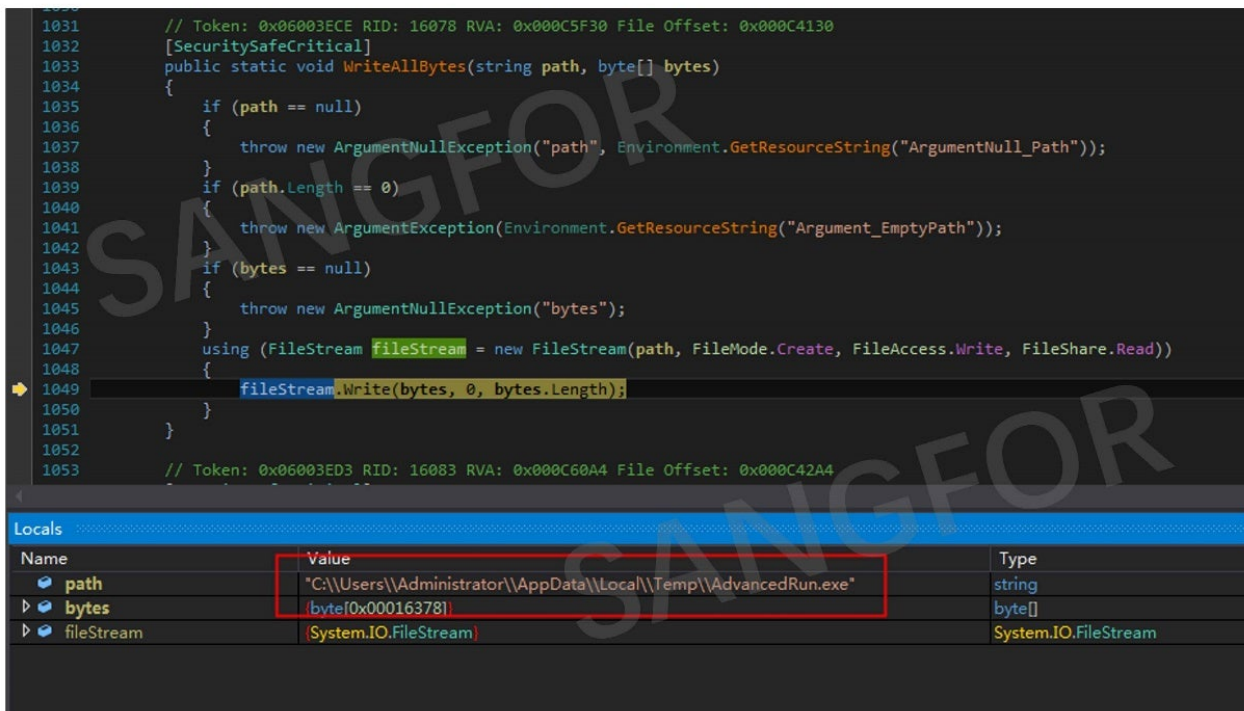 1031 // Token: 0x06003ECE RID: 16078 RVA: 0x000C5F30 File Offset: 0x000C4130
1032 [SecuritySafeCritical]
1033 public static void WriteAllBytes(string path, byte[] bytes)
1034 {
1035 if (path == null)
1036 {
1037 throw new ArgumentNullException("path", Environment.GetResourceString("ArgumentNull_Path"));
1038 }
1039 if (path.Length == 0)
1040 {
1041 throw new ArgumentException(Environment.GetResourceString("Argument_EmptyPath"));
1042 }
1043 if (bytes == null)
1044 {
1045 throw new ArgumentNullException("bytes");
1046 }
1047 using (FileStream fileStream = new FileStream(path, FileMode.Create, FileAccess.Write, FileShare.Read))
1048 {
1049 fileStream.Write(bytes, 0, bytes.Length);
1050 }
1051 }
1052
1053 // Token: 0x06003ED3 RID: 16083 RVA: 0x000C60A4 File Offset: 0x000C42A4
SANGFOR
SANGFOR
Locals
Name Value Type
path "C:\\Users\\Administrator\\AppData\\Local\\Temp\\AdvancedRun.exe" string
bytes {byte[0x00016378]} byte[]
fileStream {System.IO.FileStream} System.IO.FileStream